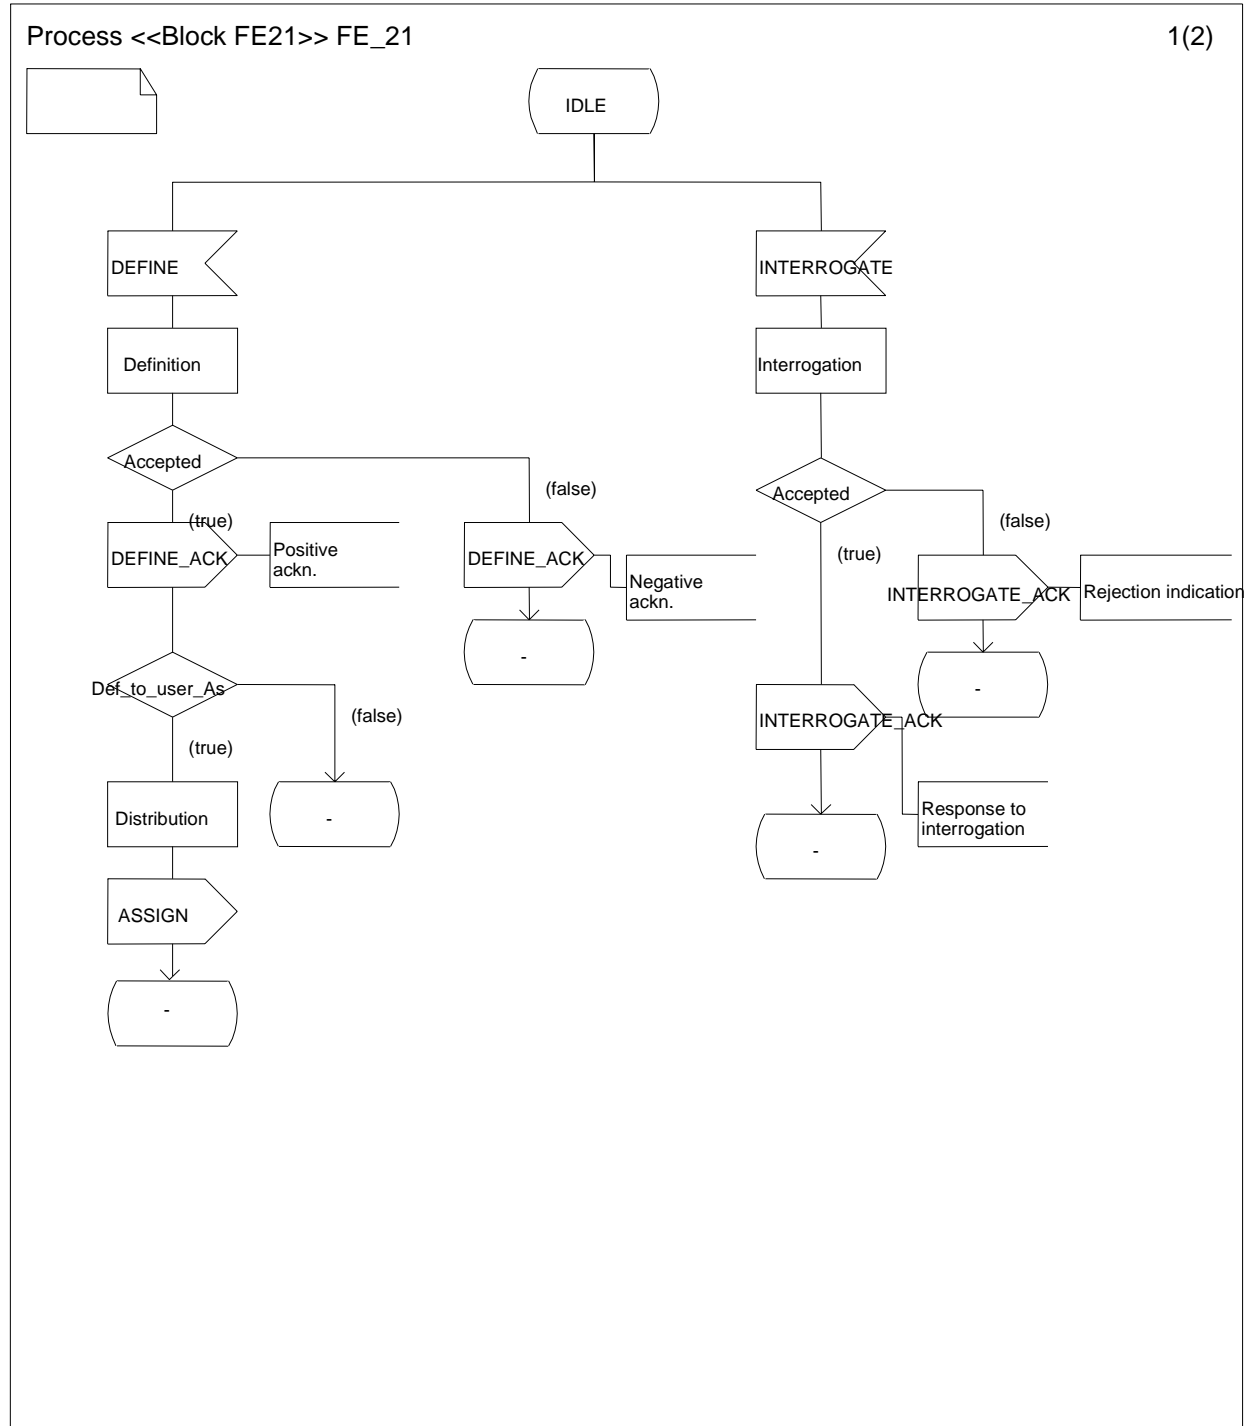 Process <<Block FE21>> FE_21
1(2)
IDLE
DEFINE
INTERROGATE
Definition
Interrogation
Accepted
(false)
Accepted
(true)
(false)
DEFINE_ACK
Positive
ackn.
DEFINE_ACK
Negative
ackn.
(true)
INTERROGATE_ACK
Rejection indication
-
Def_to_user_As
(false)
(true)
-
INTERROGATE_ACK
Distribution
-
Response to
interrogation
-
ASSIGN
-